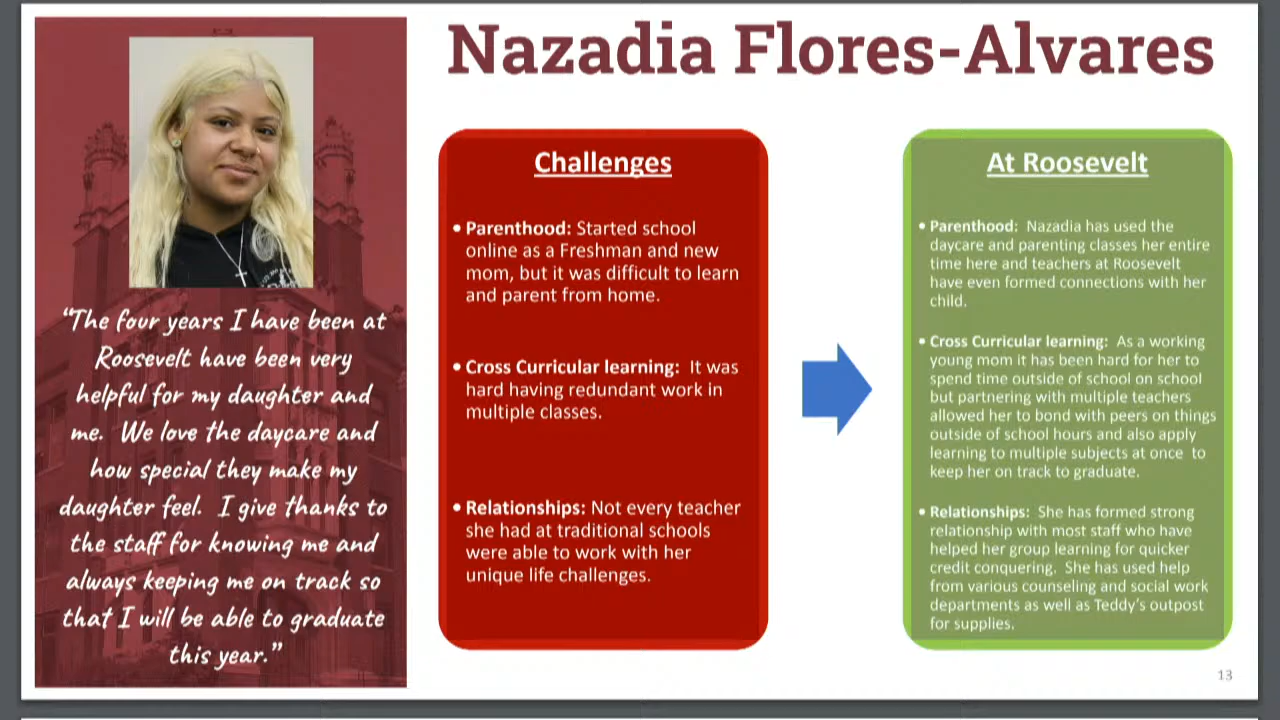 Nazadia Flores-Alvares
“The four years I have been at
Roosevelt have been very
helpful for my daughter and
me. We love the daycare and
how special they make my
daughter feel. I give thanks to
the staff for knowing me and
always keeping me on track so
that I will be able to graduate
this year.”
Challenges
• Parenthood: Started school
online as a Freshman and new
mom, but it was difficult to learn
and parent from home.
• Cross Curricular learning: It was
hard having redundant work in
multiple classes.
• Relationships: Not every teacher
she had at traditional schools
were able to work with her
unique life challenges.
At Roosevelt
• Parenthood: Nazadia has used the
daycare and parenting classes her entire
time here and teachers at Roosevelt
have even formed connections with her
child.
• Cross Curricular learning: As a working
young mom it has been hard for her to
spend time outside of school on school
but partnering with multiple teachers
allowed her to bond with peers on things
outside of school hours and also apply
learning to multiple subjects at once to
keep her on track to graduate.
• Relationships: She has formed strong
relationship with most staff who have
helped her group learning for quicker
credit conquering. She has used help
from various counseling and social work
departments as well as Teddy’s outpost
for supplies.
13